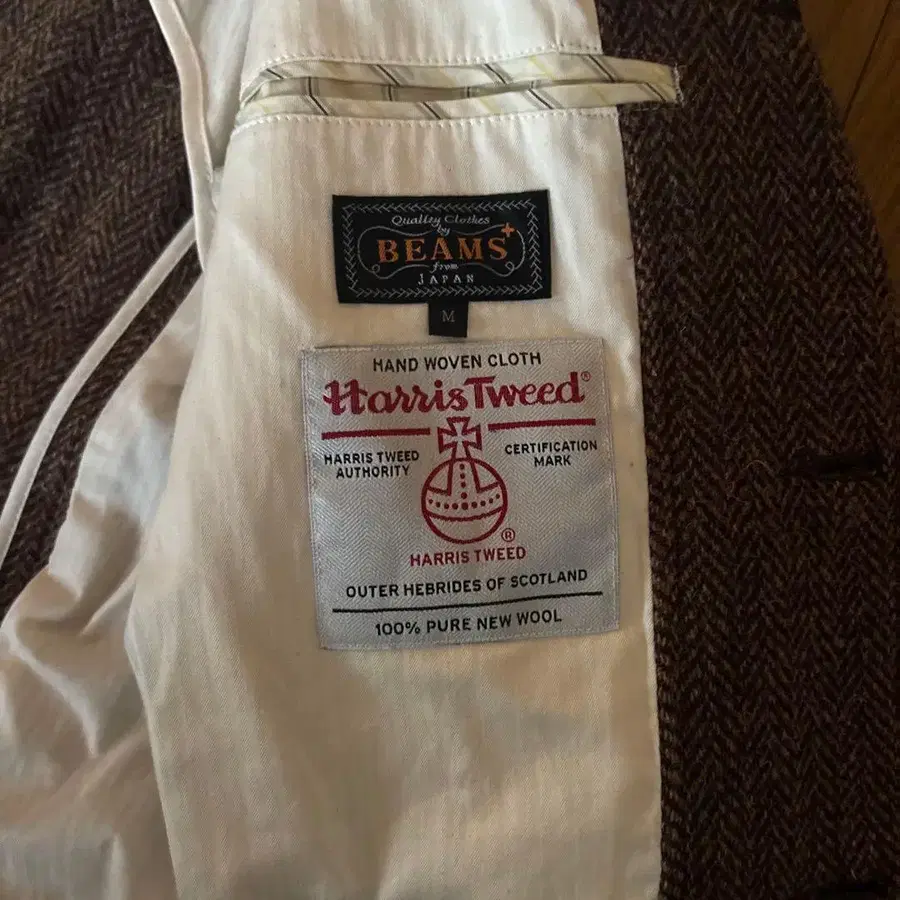 Quality Clothes
by
BEAMS+
from
JAPAN
M
HAND WOVEN CLOTH
Harris Tweed®
HARRIS TWEED
AUTHORITY
CERTIFICATION
MARK
®
HARRIS TWEED
OUTER HEBRIDES OF SCOTLAND
100% PURE NEW WOOL